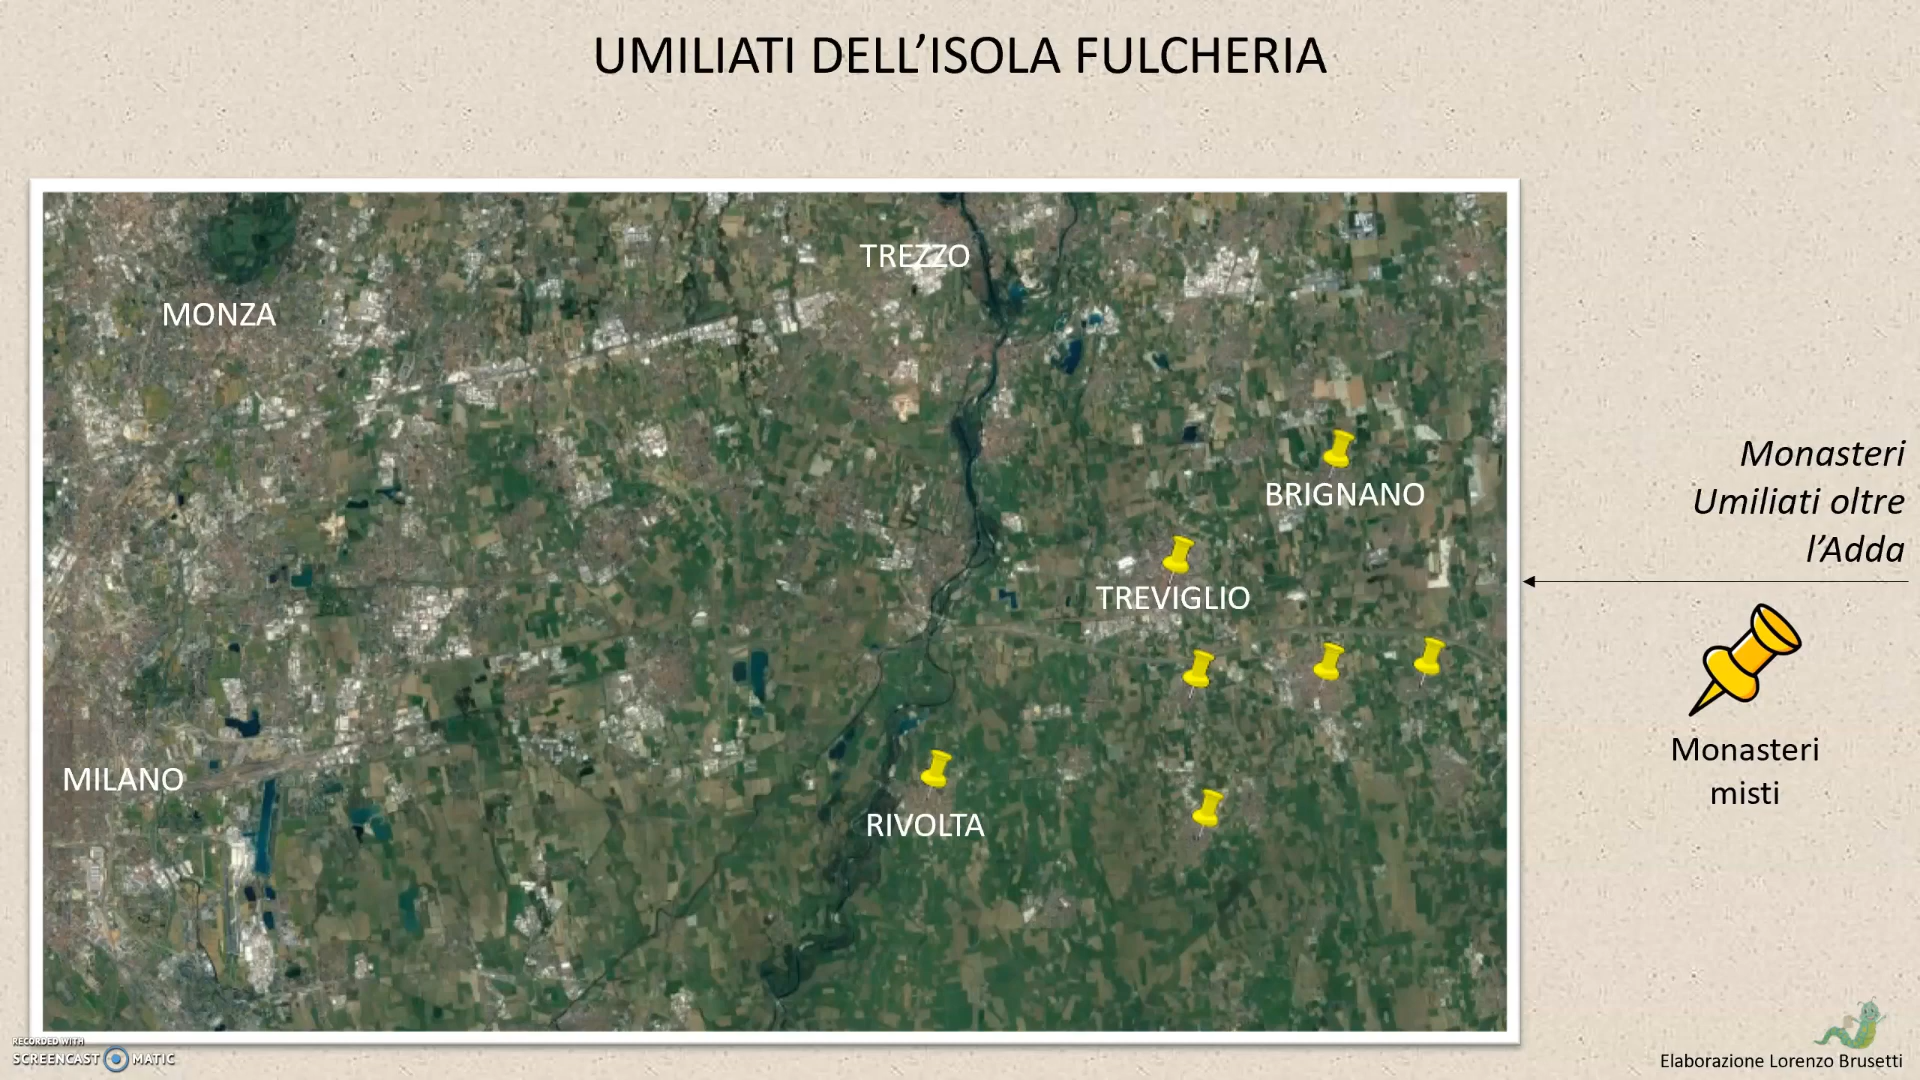 UMILIATI DELL’ISOLA FULCHERIA
TREZZO
MONZA
BRIGNANO
TREVIGLIO
MILANO
RIVOLTA
Monasteri
Umiliati oltre
l’Adda
Monasteri
misti
RECORDED WITH
SCREENCAST MATIC
Elaborazione Lorenzo Brusetti